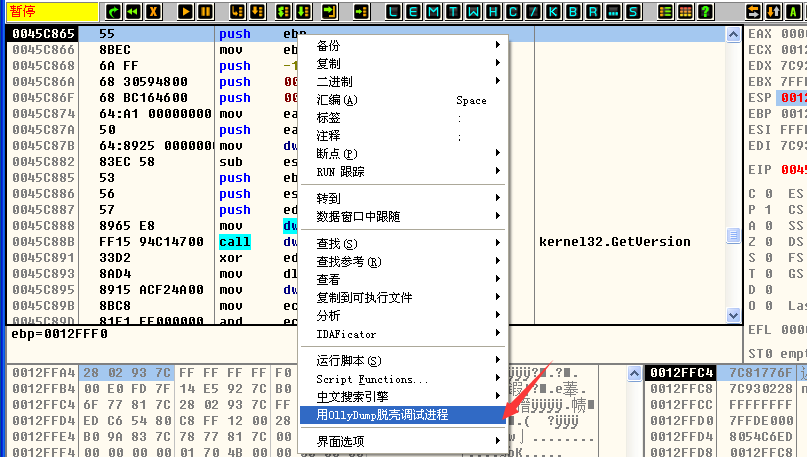 暂停 L E M T W H C / K B R ... S ?
0045C865 55 push ebp EAX 0000
0045C866 8BEC mov eb ECX 0012
0045C868 6A FF push -1 EDX 7C92
0045C86A 68 30594800 push 00 EBX 7FFD
0045C86F 68 BC164600 push 00 ESP 0012
0045C874 64:A1 00000000 mov ea EBP 0012
0045C87A 50 push ea ESI FFFF
0045C87B 64:8925 0000000 mov dw EDI 7C93
0045C882 83EC 58 sub es
0045C885 53 push eb EIP 0045
0045C886 56 push es C 0 ES
0045C887 57 push ed P 1 CS
0045C888 8965 E8 mov dw A 0 SS
0045C88B FF15 94C14700 call dw kernel32.GetVersion Z 0 DS
0045C891 33D2 xor ed S 0 FS
0045C893 8AD4 mov dl T 0 GS
0045C895 8915 ACF24A00 mov dw D 0
0045C89B 8BC8 mov ec O 0 Las
0045C89D 81E1 FF000000 and ec
ebp=0012FFF0 EFL 0000
ST0 empt
备份
复制
二进制
汇编(A) Space
标签 :
注释 ;
断点(P)
RUN 跟踪
转到
数据窗口中跟随
查找(S)
查找参考(R)
查看
复制到可执行文件
分析
IDAFicator
运行脚本(S)
Script Functions...
中文搜索引擎
用OllyDump脱壳调试进程
界面选项
0012FFA4 28 02 93 7C FF FF FF FF F0
0012FFB4 00 E0 FD 7F 14 E5 92 7C B0
0012FFC4 6F 77 81 7C 28 02 93 7C FF
0012FFD4 ED C6 54 80 C8 FF 12 00 28
0012FFE4 B0 9A 83 7C 78 77 81 7C 00
0012FFF4 00 00 00 00 01 70 4B 00 00
0012FFC4 7C81776F
0012FFC8 7C930228
0012FFCC FFFFFFFF
0012FFD0 7FFDE000
0012FFD4 8054C6ED
0012FFD8 0012FFC8